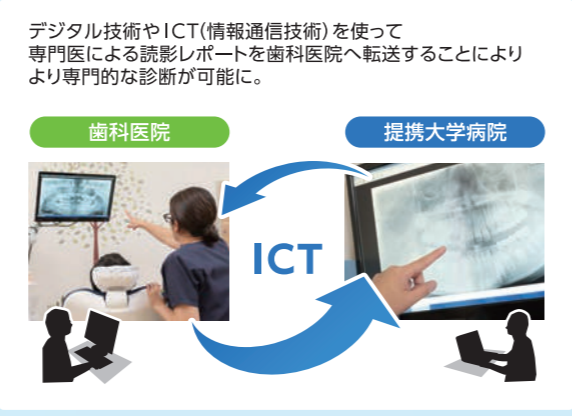 デジタル技術やICT(情報通信技術)を使って
専門医による読影レポートを歯科医院へ転送することにより
より専門的な診断が可能に。
歯科医院
提携大学病院
ICT